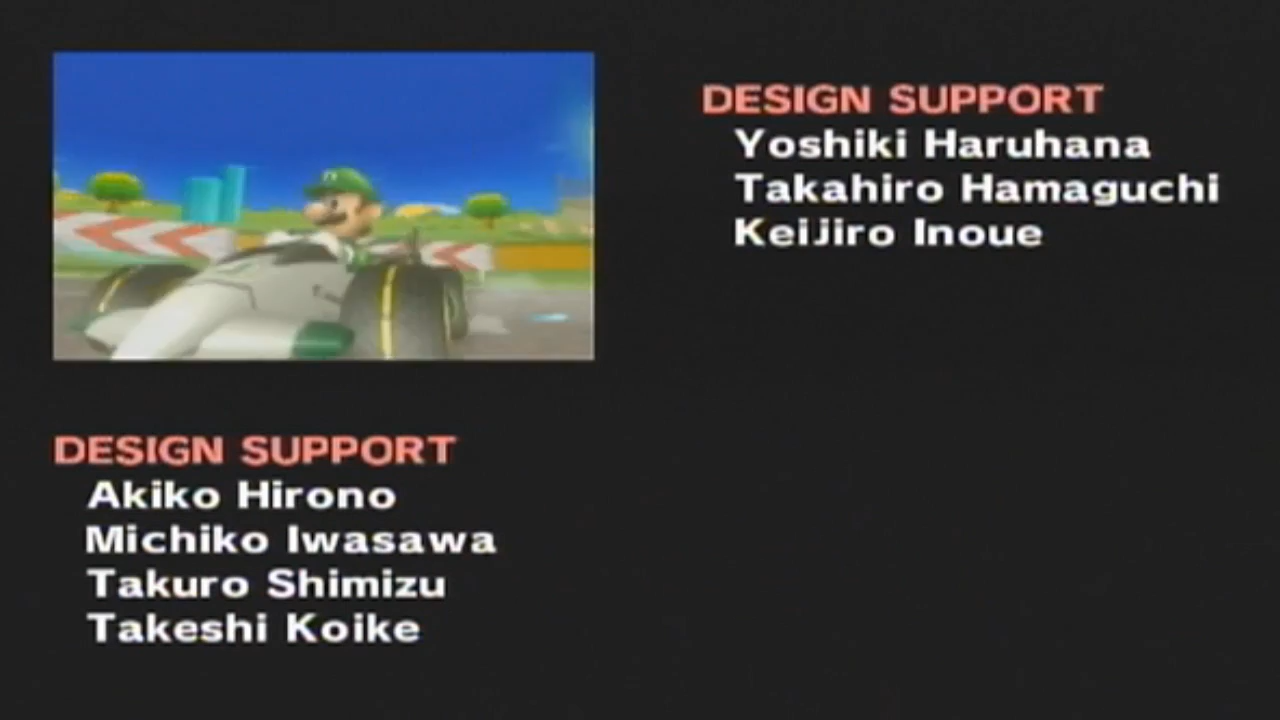 DESIGN SUPPORT
Yoshiki Haruhana
Takahiro Hamaguchi
Keijiro Inoue
DESIGN SUPPORT
Akiko Hirono
Michiko Iwasawa
Takuro Shimizu
Takeshi Koike